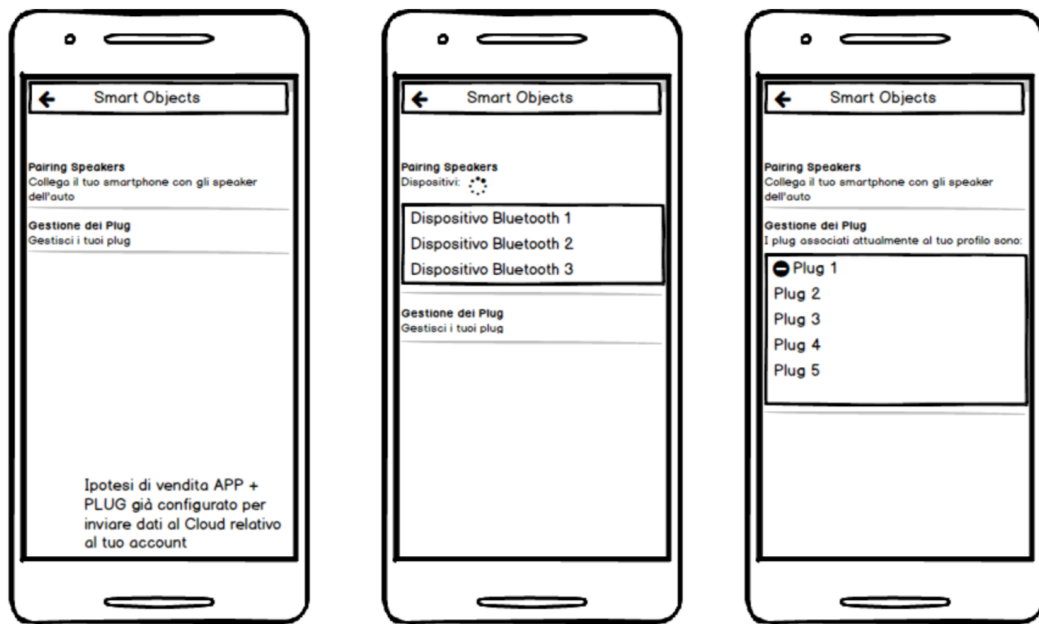 Smart Objects
Pairing Speakers
Collega il tuo smartphone con gli speaker
dell'auto
Gestione dei Plug
Gestisci i tuoi plug
Ipotesi di vendita APP +
PLUG già configurato per
inviare dati al Cloud relativo
al tuo account
Smart Objects
Pairing Speakers
Dispositivi:
Dispositivo Bluetooth 1
Dispositivo Bluetooth 2
Dispositivo Bluetooth 3
Gestione dei Plug
Gestisci i tuoi plug
Smart Objects
Pairing Speakers
Collega il tuo smartphone con gli speaker
dell'auto
Gestione dei Plug
I plug associati attualmente al tuo profilo sono:
Plug 1
Plug 2
Plug 3
Plug 4
Plug 5